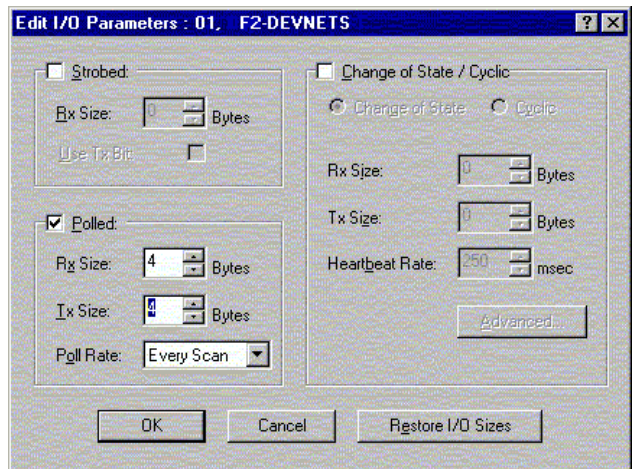 Edit I/O Parameters : 01, F2-DEVNETS
Strobed:
Rx Size: 0 Bytes
Use Tx Bit:
Polled:
Rx Size: 4 Bytes
Tx Size: 4 Bytes
Poll Rate: Every Scan
Change of State / Cyclic
Change of State Cyclic
Rx Size: 0 Bytes
Tx Size: 0 Bytes
Heartbeat Rate: 250 msec
Advanced...
OK Cancel Restore I/O Sizes